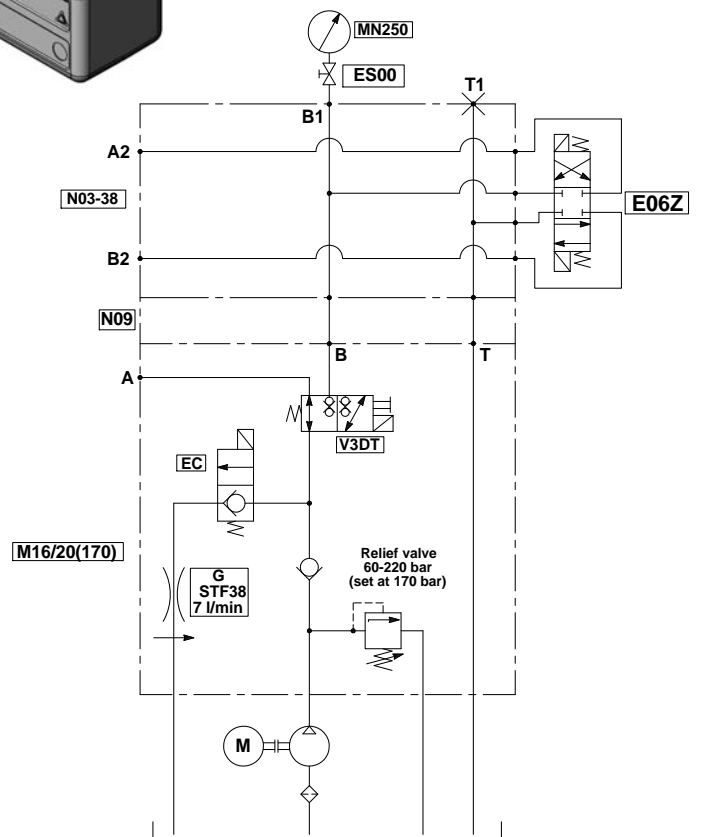 MN250
ES00
T1
B1
A2
N03-38
E06Z
B2
N09
B
T
A
V3DT
EC
M16/20(170)
Relief valve
60-220 bar
(set at 170 bar)
G
STF38
7 l/min
M